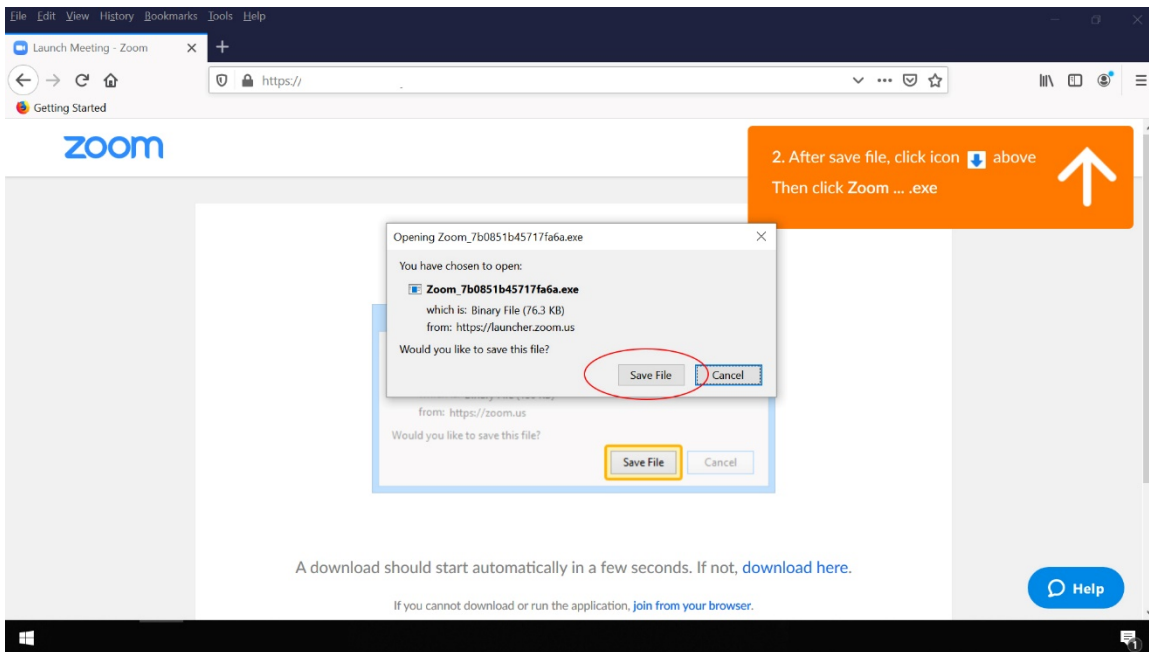 File Edit View History Bookmarks Tools Help
Launch Meeting - Zoom
https://
Getting Started
zoom
2. After save file, click icon above
Then click Zoom ... .exe
Opening Zoom_7b0851b45717fa6a.exe
You have chosen to open:
Zoom_7b0851b45717fa6a.exe
which is: Binary File (76.3 KB)
from: https://launcher.zoom.us
Would you like to save this file?
Save File Cancel
from: https://zoom.us
Would you like to save this file?
Save File Cancel
A download should start automatically in a few seconds. If not, download here.
Help
If you cannot download or run the application, join from your browser.
1